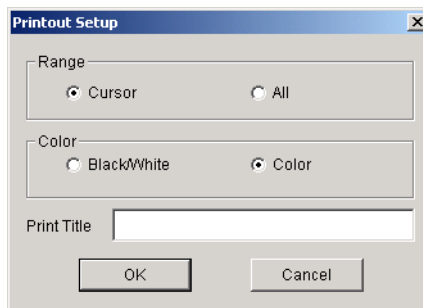 Printout Setup
Range
Cursor All
Color
Black/White Color
Print Title
OK Cancel